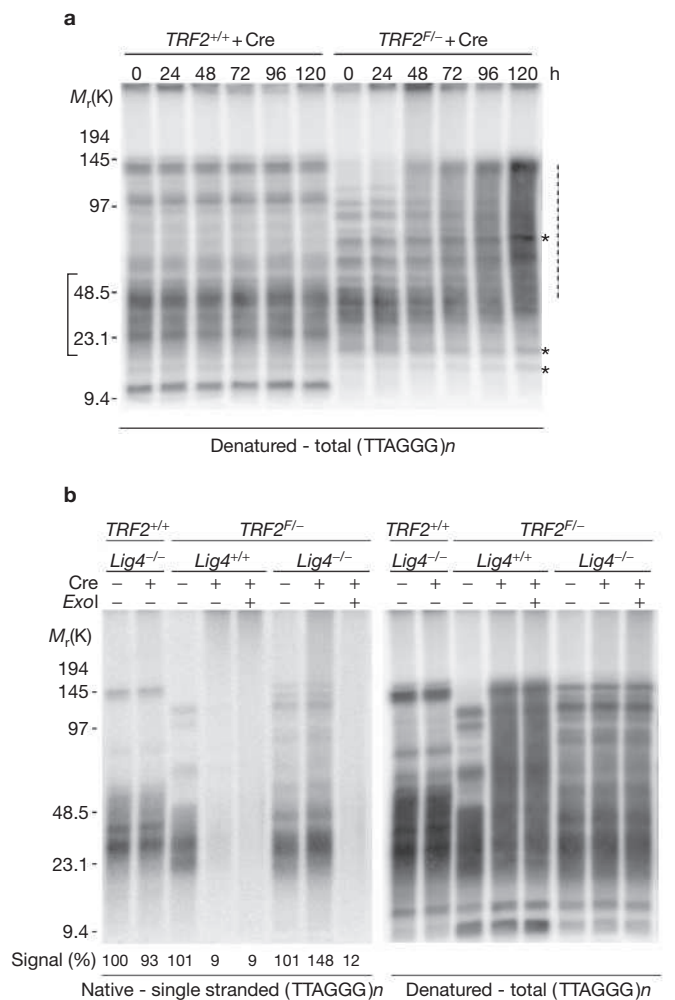 a
TRF2+/+ + Cre TRF2F/– + Cre
0 24 48 72 96 120 0 24 48 72 96 120 h
Mr(K)
194
145-
97-
*
48.5-
23.1-
*
*
9.4-
Denatured - total (TTAGGG)n
b
TRF2+/+ TRF2F/– TRF2+/+ TRF2F/–
Lig4–/– Lig4+/+ Lig4–/– Lig4–/– Lig4+/+ Lig4–/–
Cre – + – + + – + + – + – + + – + +
ExoI – – – – + – – + – – – – + – – +
Mr(K)
194
145-
97-
48.5-
23.1-
9.4-
Signal (%) 100 93 101 9 9 101 148 12
Native - single stranded (TTAGGG)n Denatured - total (TTAGGG)n